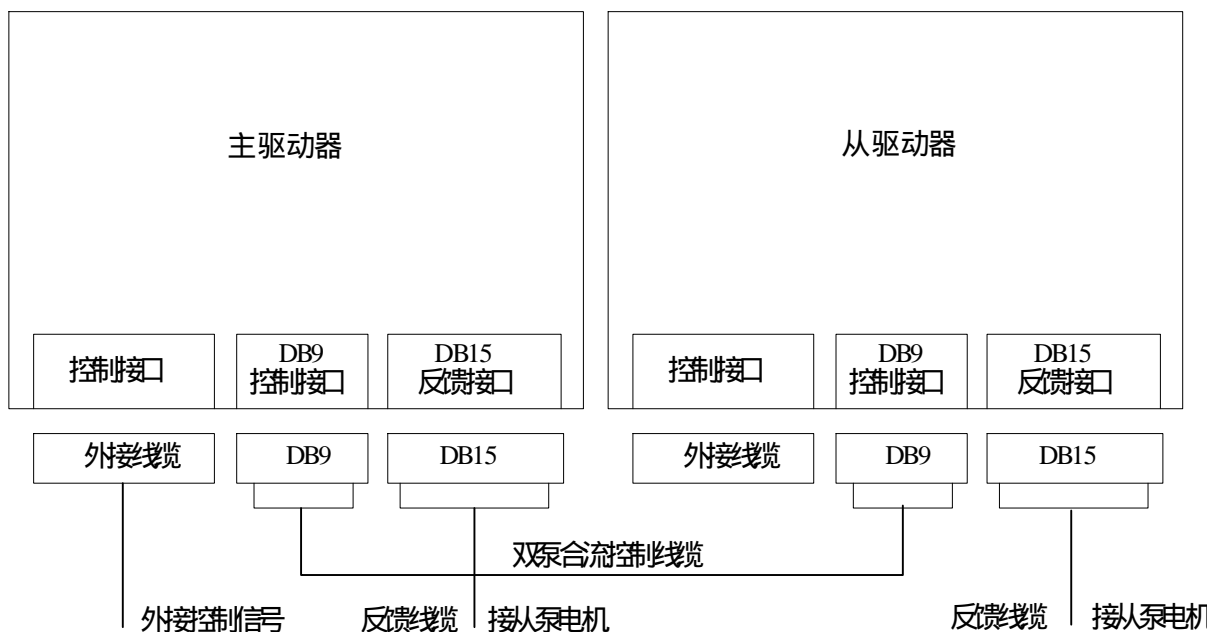 主驱动器
从驱动器
控制接口
DB9
控制接口
DB15
反馈接口
控制接口
DB9
控制接口
DB15
反馈接口
外接线缆
DB9
DB15
外接线缆
DB9
DB15
双泵合流控制线缆
外接控制信号
反馈线缆
接从泵电机
反馈线缆
接从泵电机